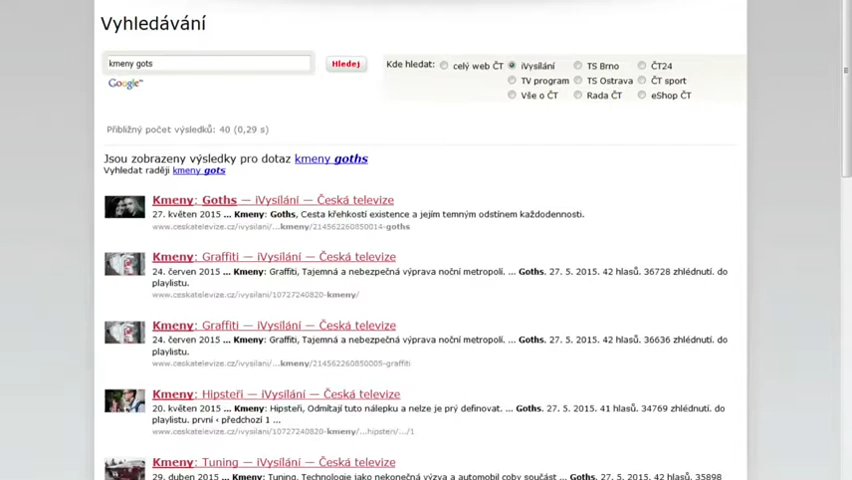 Vyhledávání
kmeny gots
Hledej
Kde hledat: celý web ČT iVysílání TS Brno ČT24
TV program TS Ostrava ČT sport
Vše o ČT Rada ČT eShop ČT
Google™
Přibližný počet výsledků: 40 (0,29 s)
Jsou zobrazeny výsledky pro dotaz kmeny goths
Vyhledat raději kmeny gots
Kmeny: Goths — iVysílání — Česká televize
27. květen 2015 ... Kmeny: Goths, Cesta křehkostí existence a jejím temným odstínem každodennosti.
www.ceskatelevize.cz/ivysilani/...kmeny/214562260850014-goths
Kmeny: Graffiti — iVysílání — Česká televize
24. červen 2015 ... Kmeny: Graffiti, Tajemná a nebezpečná výprava noční metropolí. ... Goths. 27. 5. 2015. 42 hlasů. 36728 zhlédnutí. do
playlistu.
www.ceskatelevize.cz/ivysilani/10727240820-kmeny/
Kmeny: Graffiti — iVysílání — Česká televize
24. červen 2015 ... Kmeny: Graffiti, Tajemná a nebezpečná výprava noční metropolí. ... Goths. 27. 5. 2015. 42 hlasů. 36636 zhlédnutí. do
playlistu.
www.ceskatelevize.cz/ivysilani/...kmeny/214562260850005-graffiti
Kmeny: Hipsteři — iVysílání — Česká televize
20. květen 2015 ... Kmeny: Hipsteři, Odmítají tuto nálepku a nelze je prý definovat. ... Goths. 27. 5. 2015. 41 hlasů. 34769 zhlédnutí. do
playlistu. první ‹ předchozí 1 ...
www.ceskatelevize.cz/ivysilani/10727240820-kmeny/...hipsteri/.../1
Kmeny: Tuning — iVysílání — Česká televize
29. duben 2015 ... Kmeny: Tuning, Technologie jako nekonečná výzva a automobil coby součást ... Goths. 27. 5. 2015. 42 hlasů. 35898